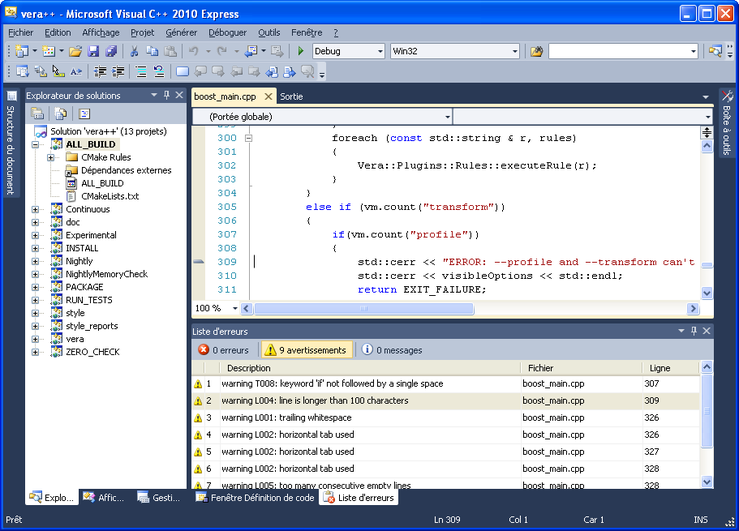 vera++ - Microsoft Visual C++ 2010 Express
Fichier Edition Affichage Projet Générer Déboguer Outils Fenêtre ?
Debug Win32
Structure du document
Explorateur de solutions
Solution 'vera++' (13 projets)
ALL_BUILD
CMake Rules
Dépendances externes
ALL_BUILD
CMakeLists.txt
Continuous
doc
Experimental
INSTALL
Nightly
NightlyMemoryCheck
PACKAGE
RUN_TESTS
style
style_reports
vera
ZERO_CHECK
Explo... Affic... Gesti...
boost_main.cpp Sortie
(Portée globale)
300 foreach (const std::string & r, rules)
301 {
302 Vera::Plugins::Rules::executeRule(r);
303 }
304 }
305 else if (vm.count("transform"))
306 {
307 if(vm.count("profile"))
308 {
309 std::cerr << "ERROR: --profile and --transform can't
310 std::cerr << visibleOptions << std::endl;
311 return EXIT_FAILURE;
100 %
Boîte à outils
Liste d'erreurs
0 erreurs 9 avertissements 0 messages
Description Fichier Ligne
1 warning T008: keyword 'if' not followed by a single space boost_main.cpp 307
2 warning L004: line is longer than 100 characters boost_main.cpp 309
3 warning L001: trailing whitespace boost_main.cpp 326
4 warning L002: horizontal tab used boost_main.cpp 326
5 warning L002: horizontal tab used boost_main.cpp 327
6 warning L002: horizontal tab used boost_main.cpp 328
7 warning L005: too many consecutive empty lines boost_main.cpp 328
Fenêtre Définition de code Liste d'erreurs
Prêt Ln 309 Col 1 Car 1 INS